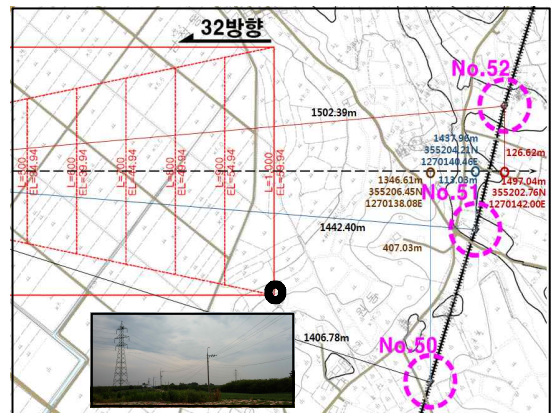 32방향
No.52
1502.39m
1437.96m
355204.21N
1270140.46E
126.62m
113.03m
1346.61m
355206.45N
1270138.08E
No.51
1497.04m
355202.76N
1270142.00E
1442.40m
407.03m
1406.78m
No.50
L=500
EL=34.94
L=600
EL=39.94
L=700
EL=44.94
L=800
EL=49.94
EL=54.94
L=1,000
EL=59.94